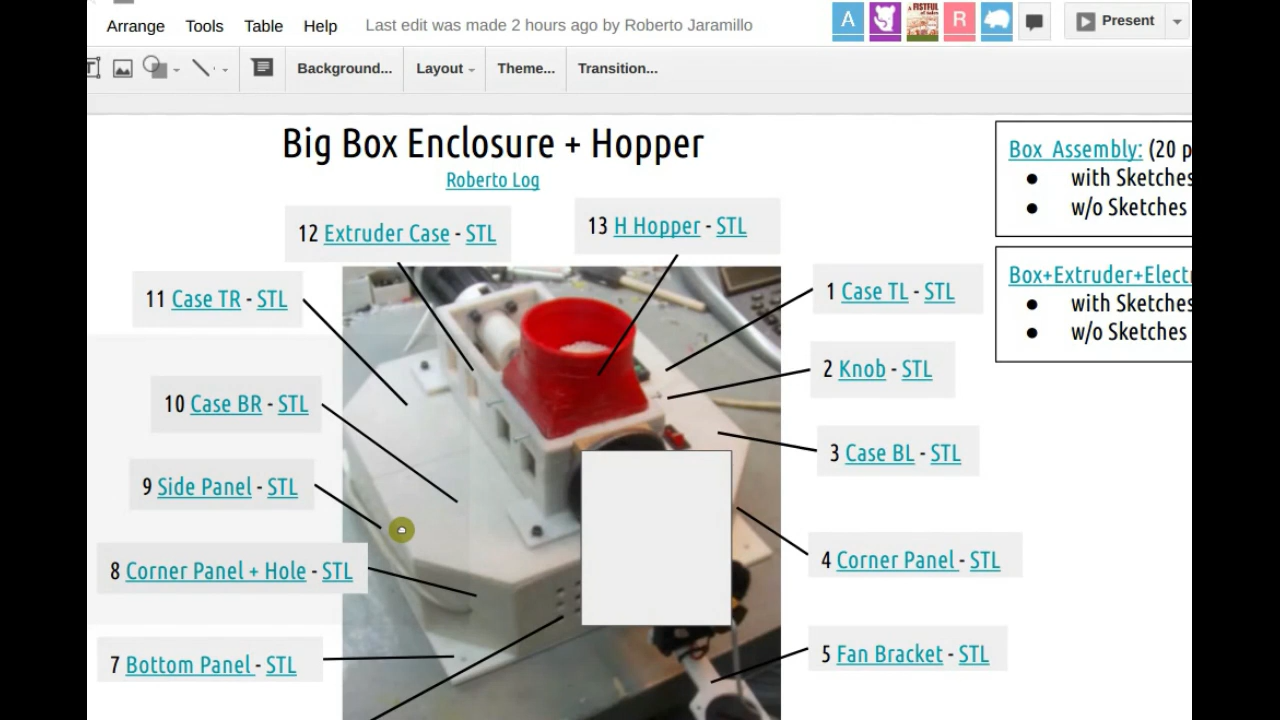 Arrange Tools Table Help Last edit was made 2 hours ago by Roberto Jaramillo
A R Present
T Background... Layout Theme... Transition...
Big Box Enclosure + Hopper
Roberto Log
Box Assembly: (20 p
● with Sketches
● w/o Sketches
Box+Extruder+Elect
● with Sketches
● w/o Sketches
12 Extruder Case - STL
13 H Hopper - STL
11 Case TR - STL
1 Case TL - STL
2 Knob - STL
10 Case BR - STL
3 Case BL - STL
9 Side Panel - STL
4 Corner Panel - STL
8 Corner Panel + Hole - STL
5 Fan Bracket - STL
7 Bottom Panel - STL